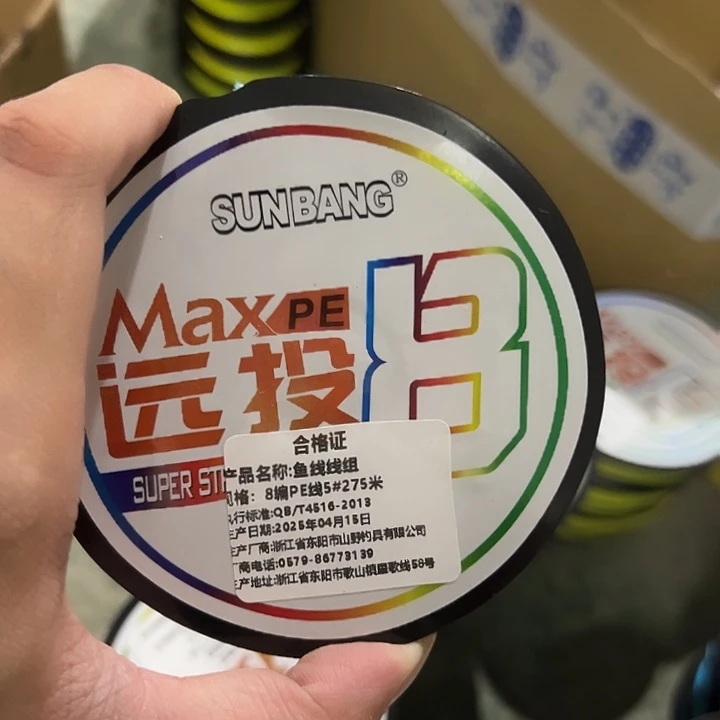 SUNBANG®
Max PE 8
远投
SUPER ST
合格证
产品名称:鱼线线组
规格: 8编PE线5#275米
执行标准:QB/T4516-2013
生产日期:2025年04月15日
生产厂商:浙江省东阳市山野钓具有限公司
厂商电话:0579-86773139
生产地址:浙江省东阳市歌山镇屋歌线58号